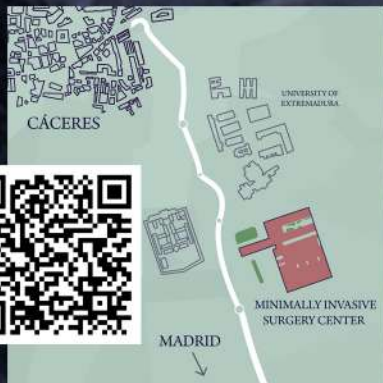 UNIVERSITY OF
EXTREMADURA
CÁCERES
MINIMALLY INVASIVE
SURGERY CENTER
MADRID